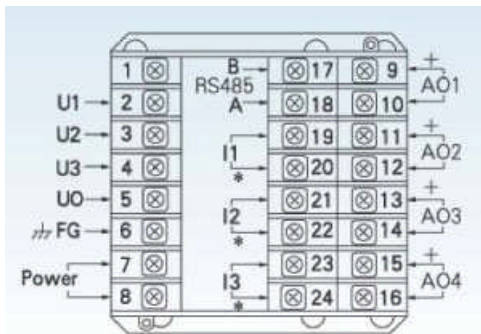 1 B 17 9 +
RS485 AO1
U1 2 A 18 10
U2 3 19 11 +
I1 AO2
U3 4 * 20 12
UO 5 21 13 +
I2 AO3
FG 6 * 22 14
7 23 15 +
Power I3 AO4
8 * 24 16